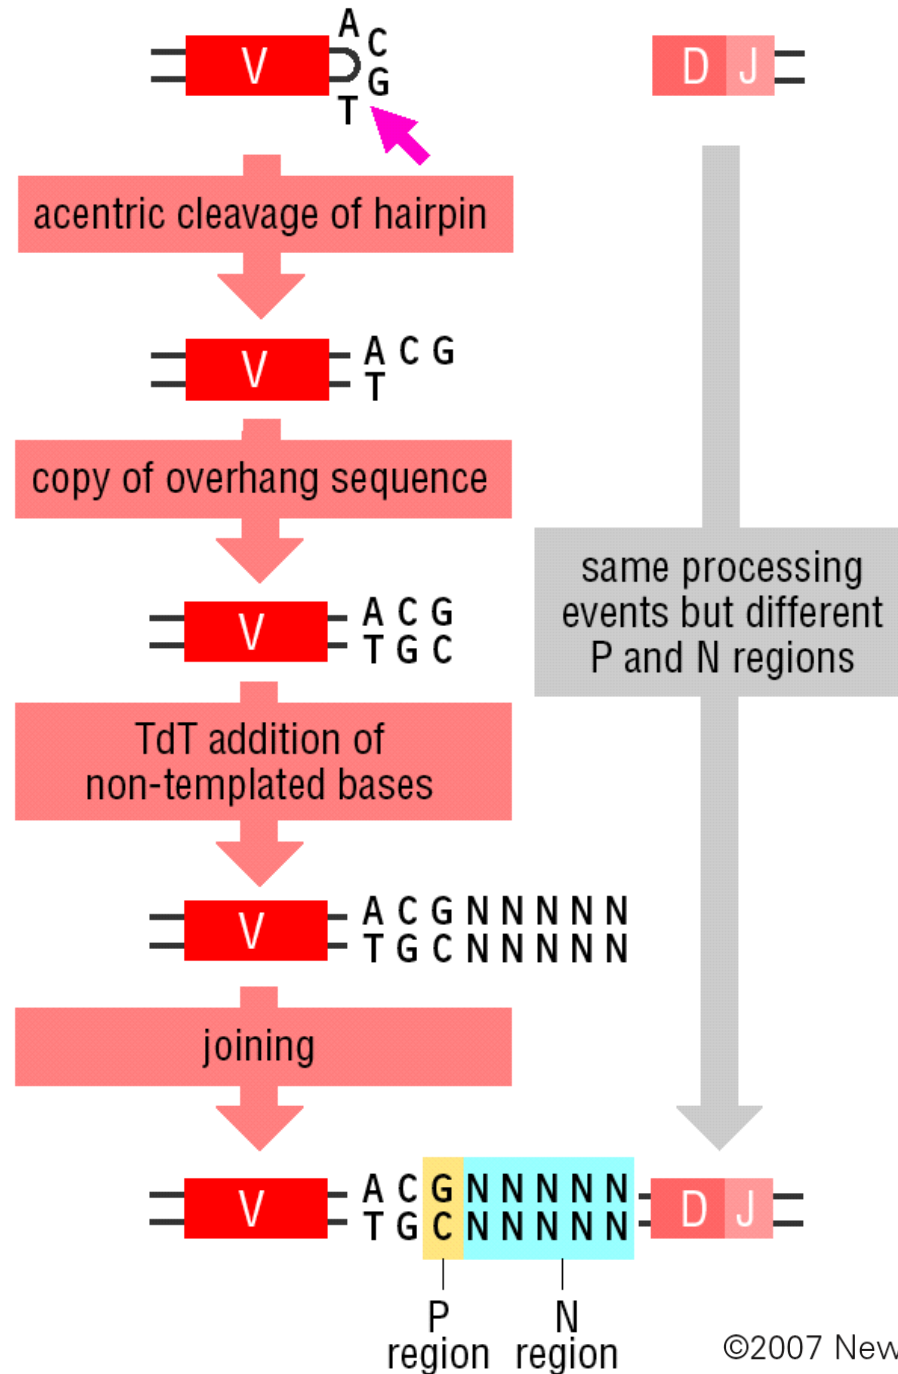 A
C
V
G
T
D J
acentric cleavage of hairpin
V
A C G
T
copy of overhang sequence
V
A C G
T G C
same processing
events but different
P and N regions
TdT addition of
non-templated bases
V
A C G N N N N N
T G C N N N N N
joining
V
A C G N N N N N
T G C N N N N N
D J
P
region
N
region
©2007 New